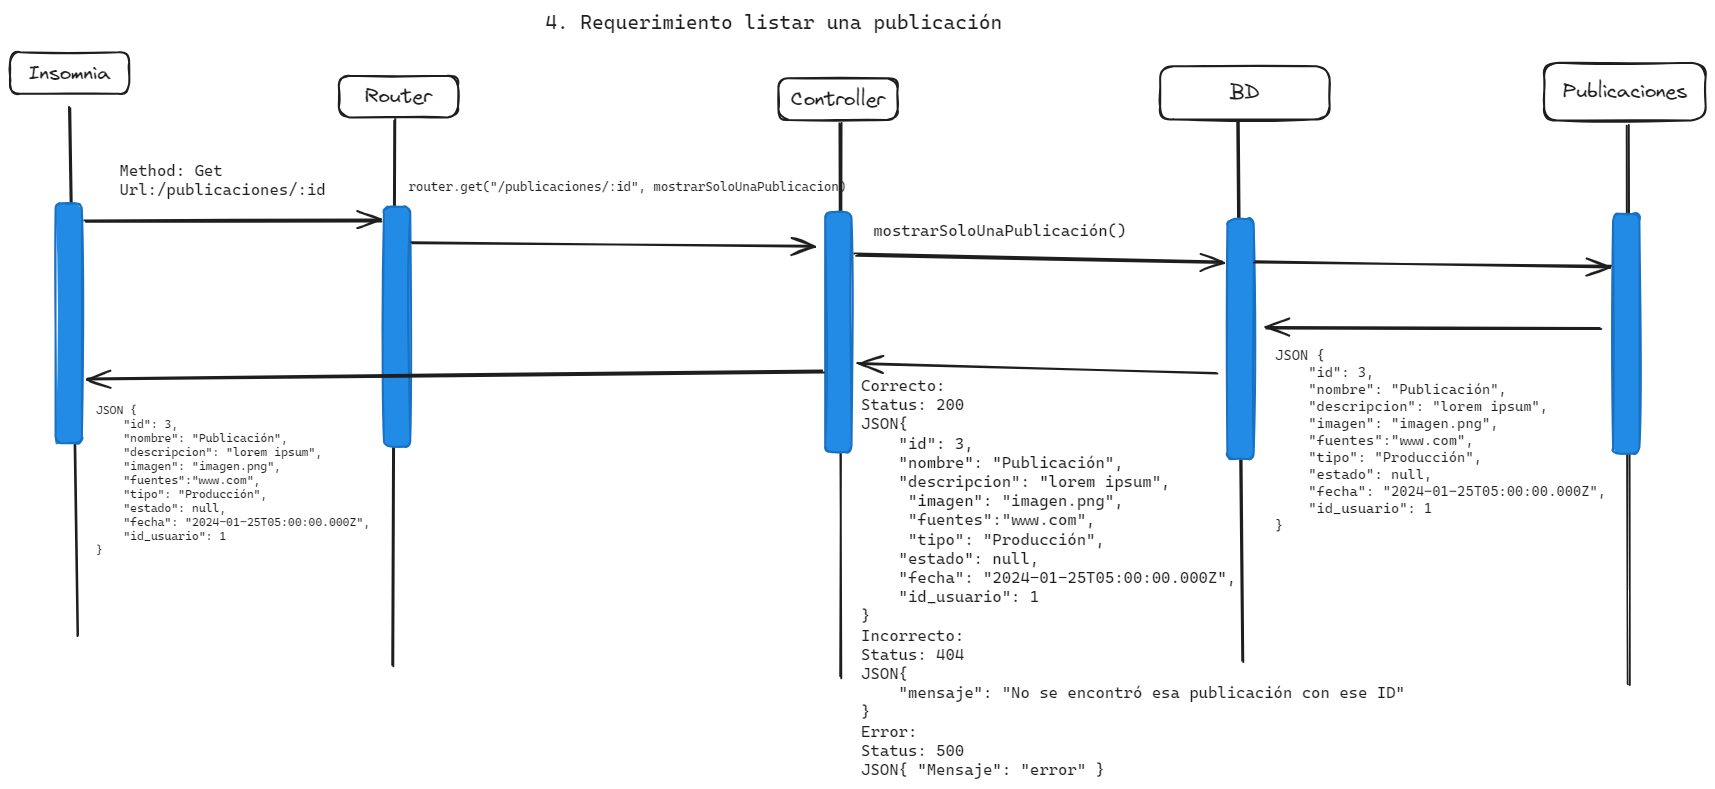 4. Requerimiento listar una publicación
Insomnia
Router
Controller
BD
Publicaciones
Method: Get
Url:/publicaciones/:id
router.get("/publicaciones/:id", mostrarSoloUnaPublicacion)
mostrarSoloUnaPublicación()
JSON {
"id": 3,
"nombre": "Publicación",
"descripcion": "lorem ipsum",
"imagen": "imagen.png",
"fuentes":"www.com",
"tipo": "Producción",
"estado": null,
"fecha": "2024-01-25T05:00:00.000Z",
"id_usuario": 1
}
Correcto:
Status: 200
JSON{
"id": 3,
"nombre": "Publicación",
"descripcion": "lorem ipsum",
"imagen": "imagen.png",
"fuentes":"www.com",
"tipo": "Producción",
"estado": null,
"fecha": "2024-01-25T05:00:00.000Z",
"id_usuario": 1
}
Incorrecto:
Status: 404
JSON{
"mensaje": "No se encontró esa publicación con ese ID"
}
Error:
Status: 500
JSON{ "Mensaje": "error" }
JSON {
"id": 3,
"nombre": "Publicación",
"descripcion": "lorem ipsum",
"imagen": "imagen.png",
"fuentes":"www.com",
"tipo": "Producción",
"estado": null,
"fecha": "2024-01-25T05:00:00.000Z",
"id_usuario": 1
}